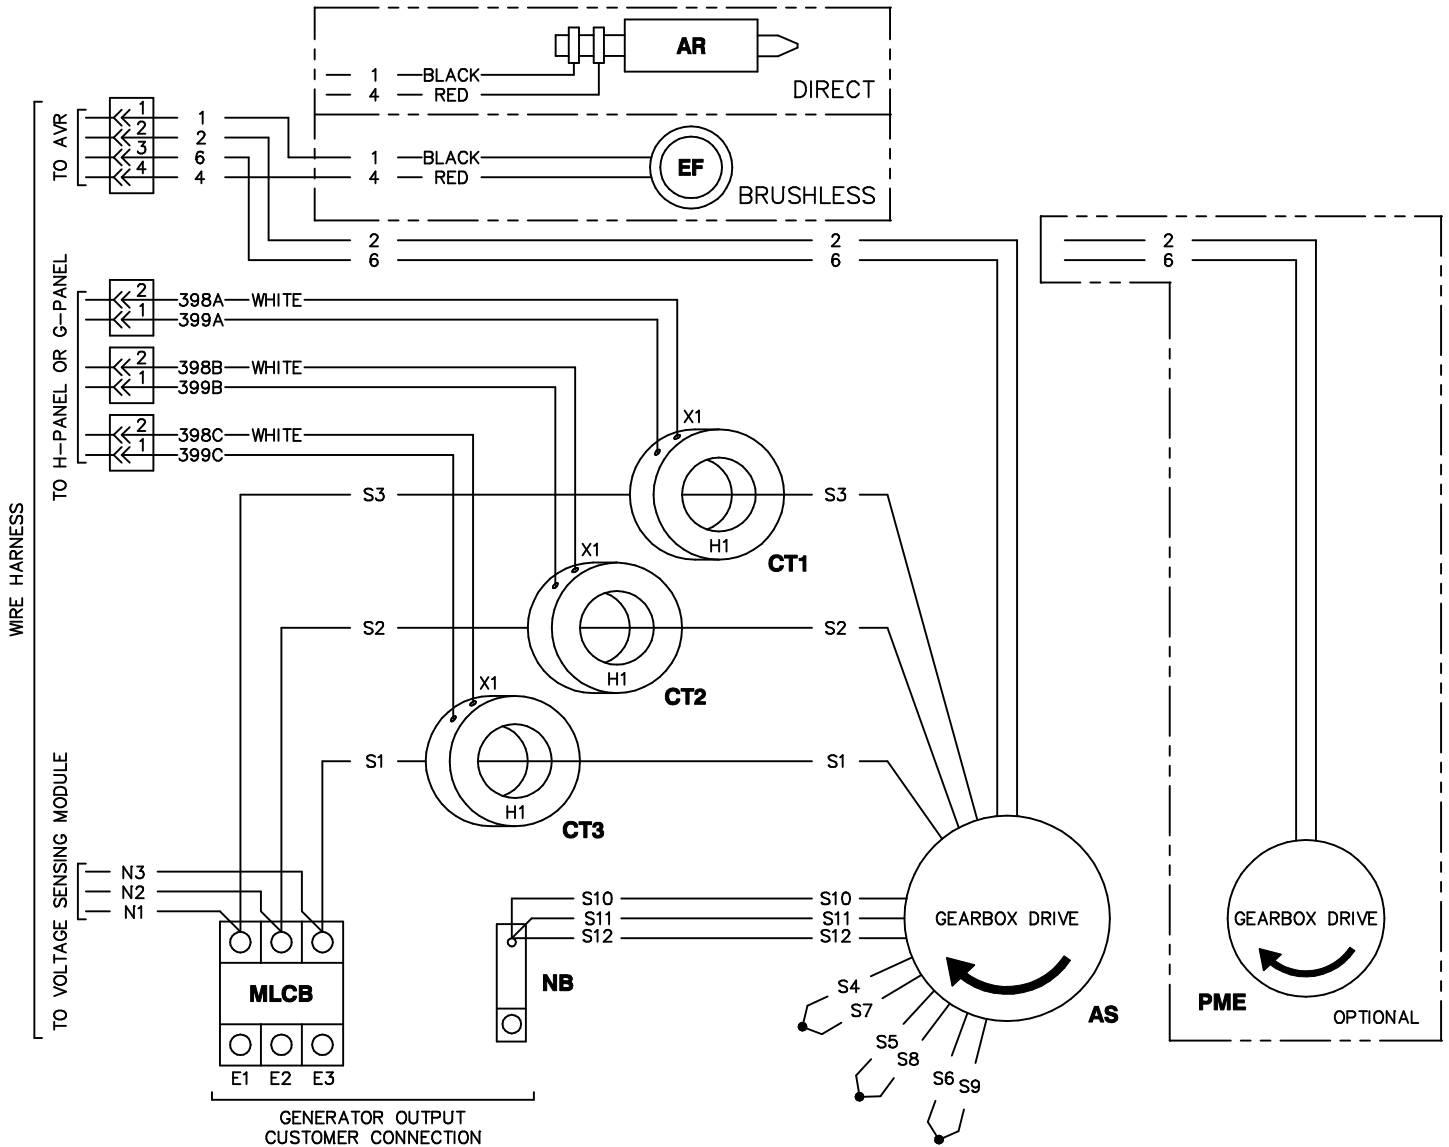 AR
1 BLACK
4 RED
DIRECT
TO AVR
1 1
2 2
3 6
4 4
1 BLACK
4 RED
EF
BRUSHLESS
2 2
6 6
2
6
TO H-PANEL OR G-PANEL
2 398A WHITE
1 399A
2 398B WHITE
1 399B
2 398C WHITE
1 399C
X1
S3 S3
H1
CT1
WIRE HARNESS
X1
S2 S2
H1
CT2
X1
S1 S1
H1
CT3
TO VOLTAGE SENSING MODULE
N3
N2
N1
S10 S10
S11 S11
S12 S12
GEARBOX DRIVE
GEARBOX DRIVE
MLCB
NB
S4
S7
AS
PME
OPTIONAL
S5
S8
S6
S9
E1 E2 E3
GENERATOR OUTPUT
CUSTOMER CONNECTION